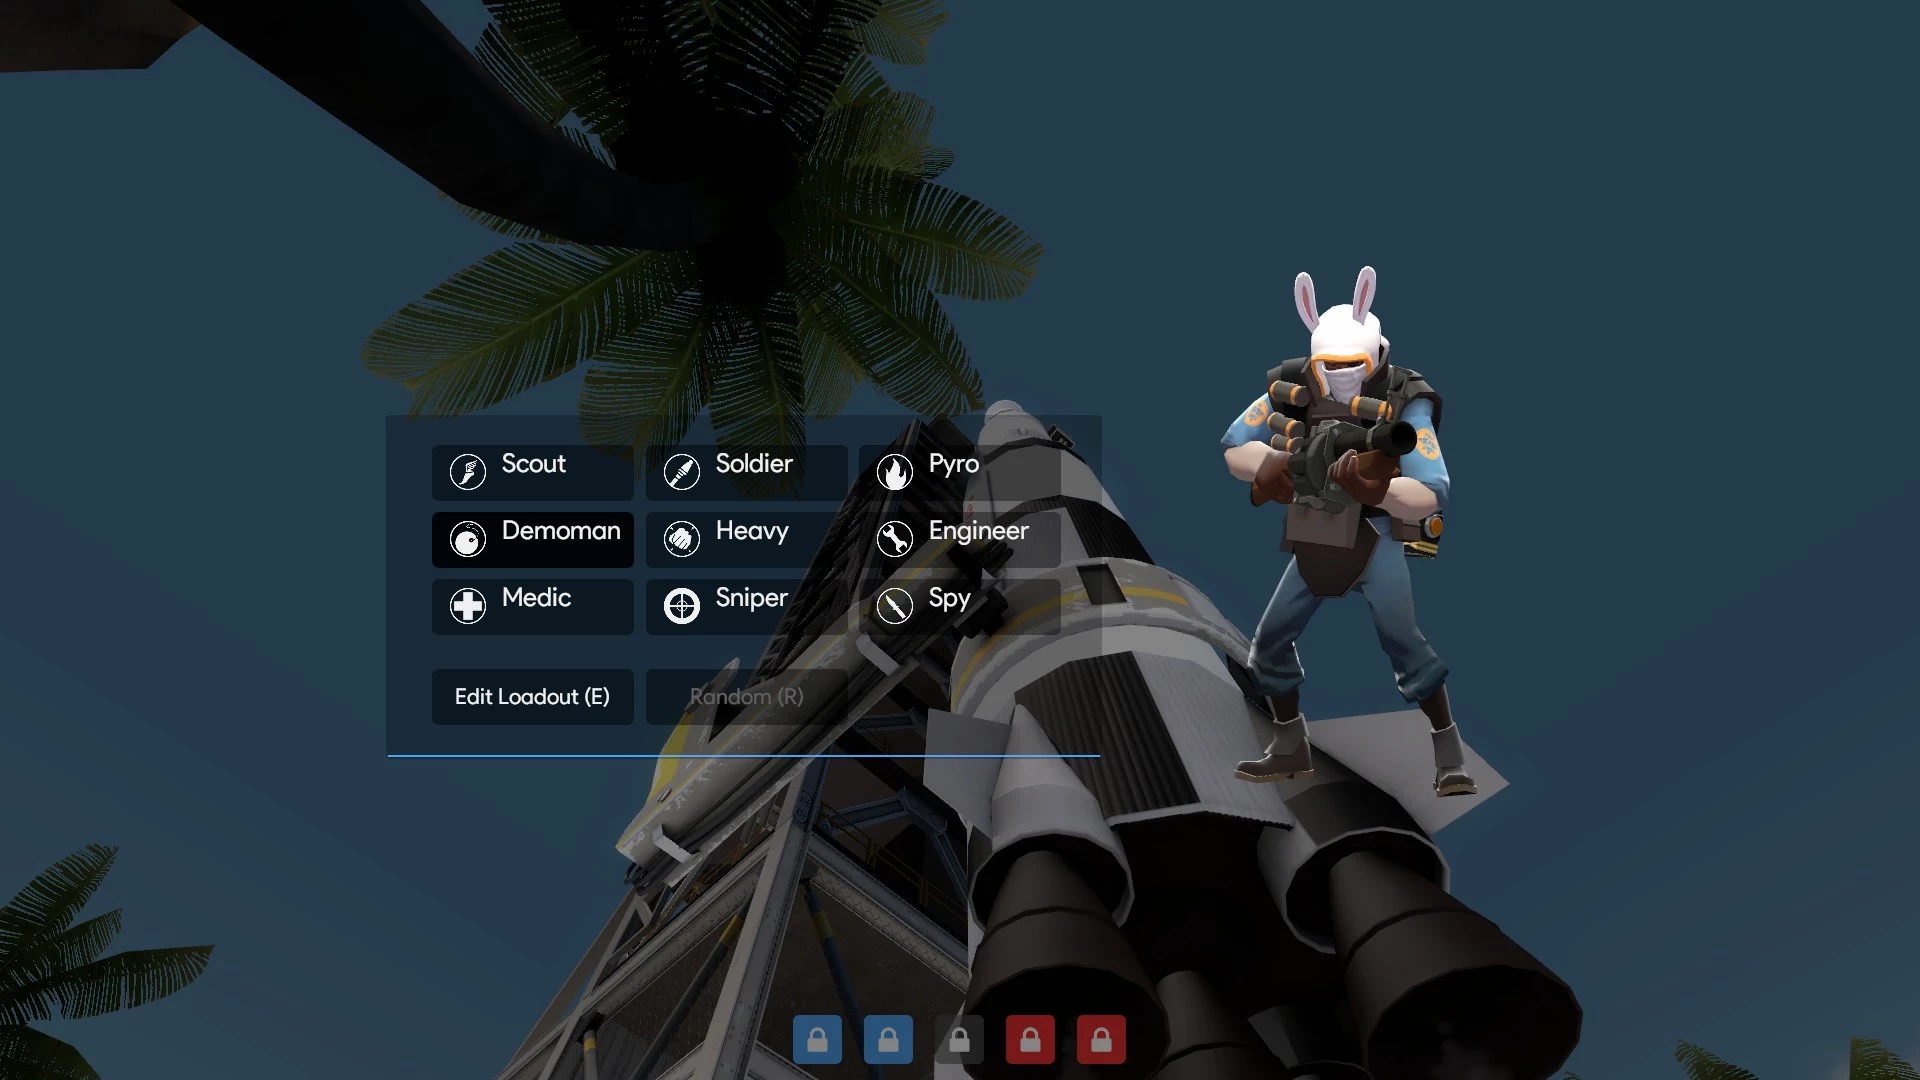 Scout
Soldier
Pyro
Demoman
Heavy
Engineer
Medic
Sniper
Spy
Edit Loadout (E)
Random (R)